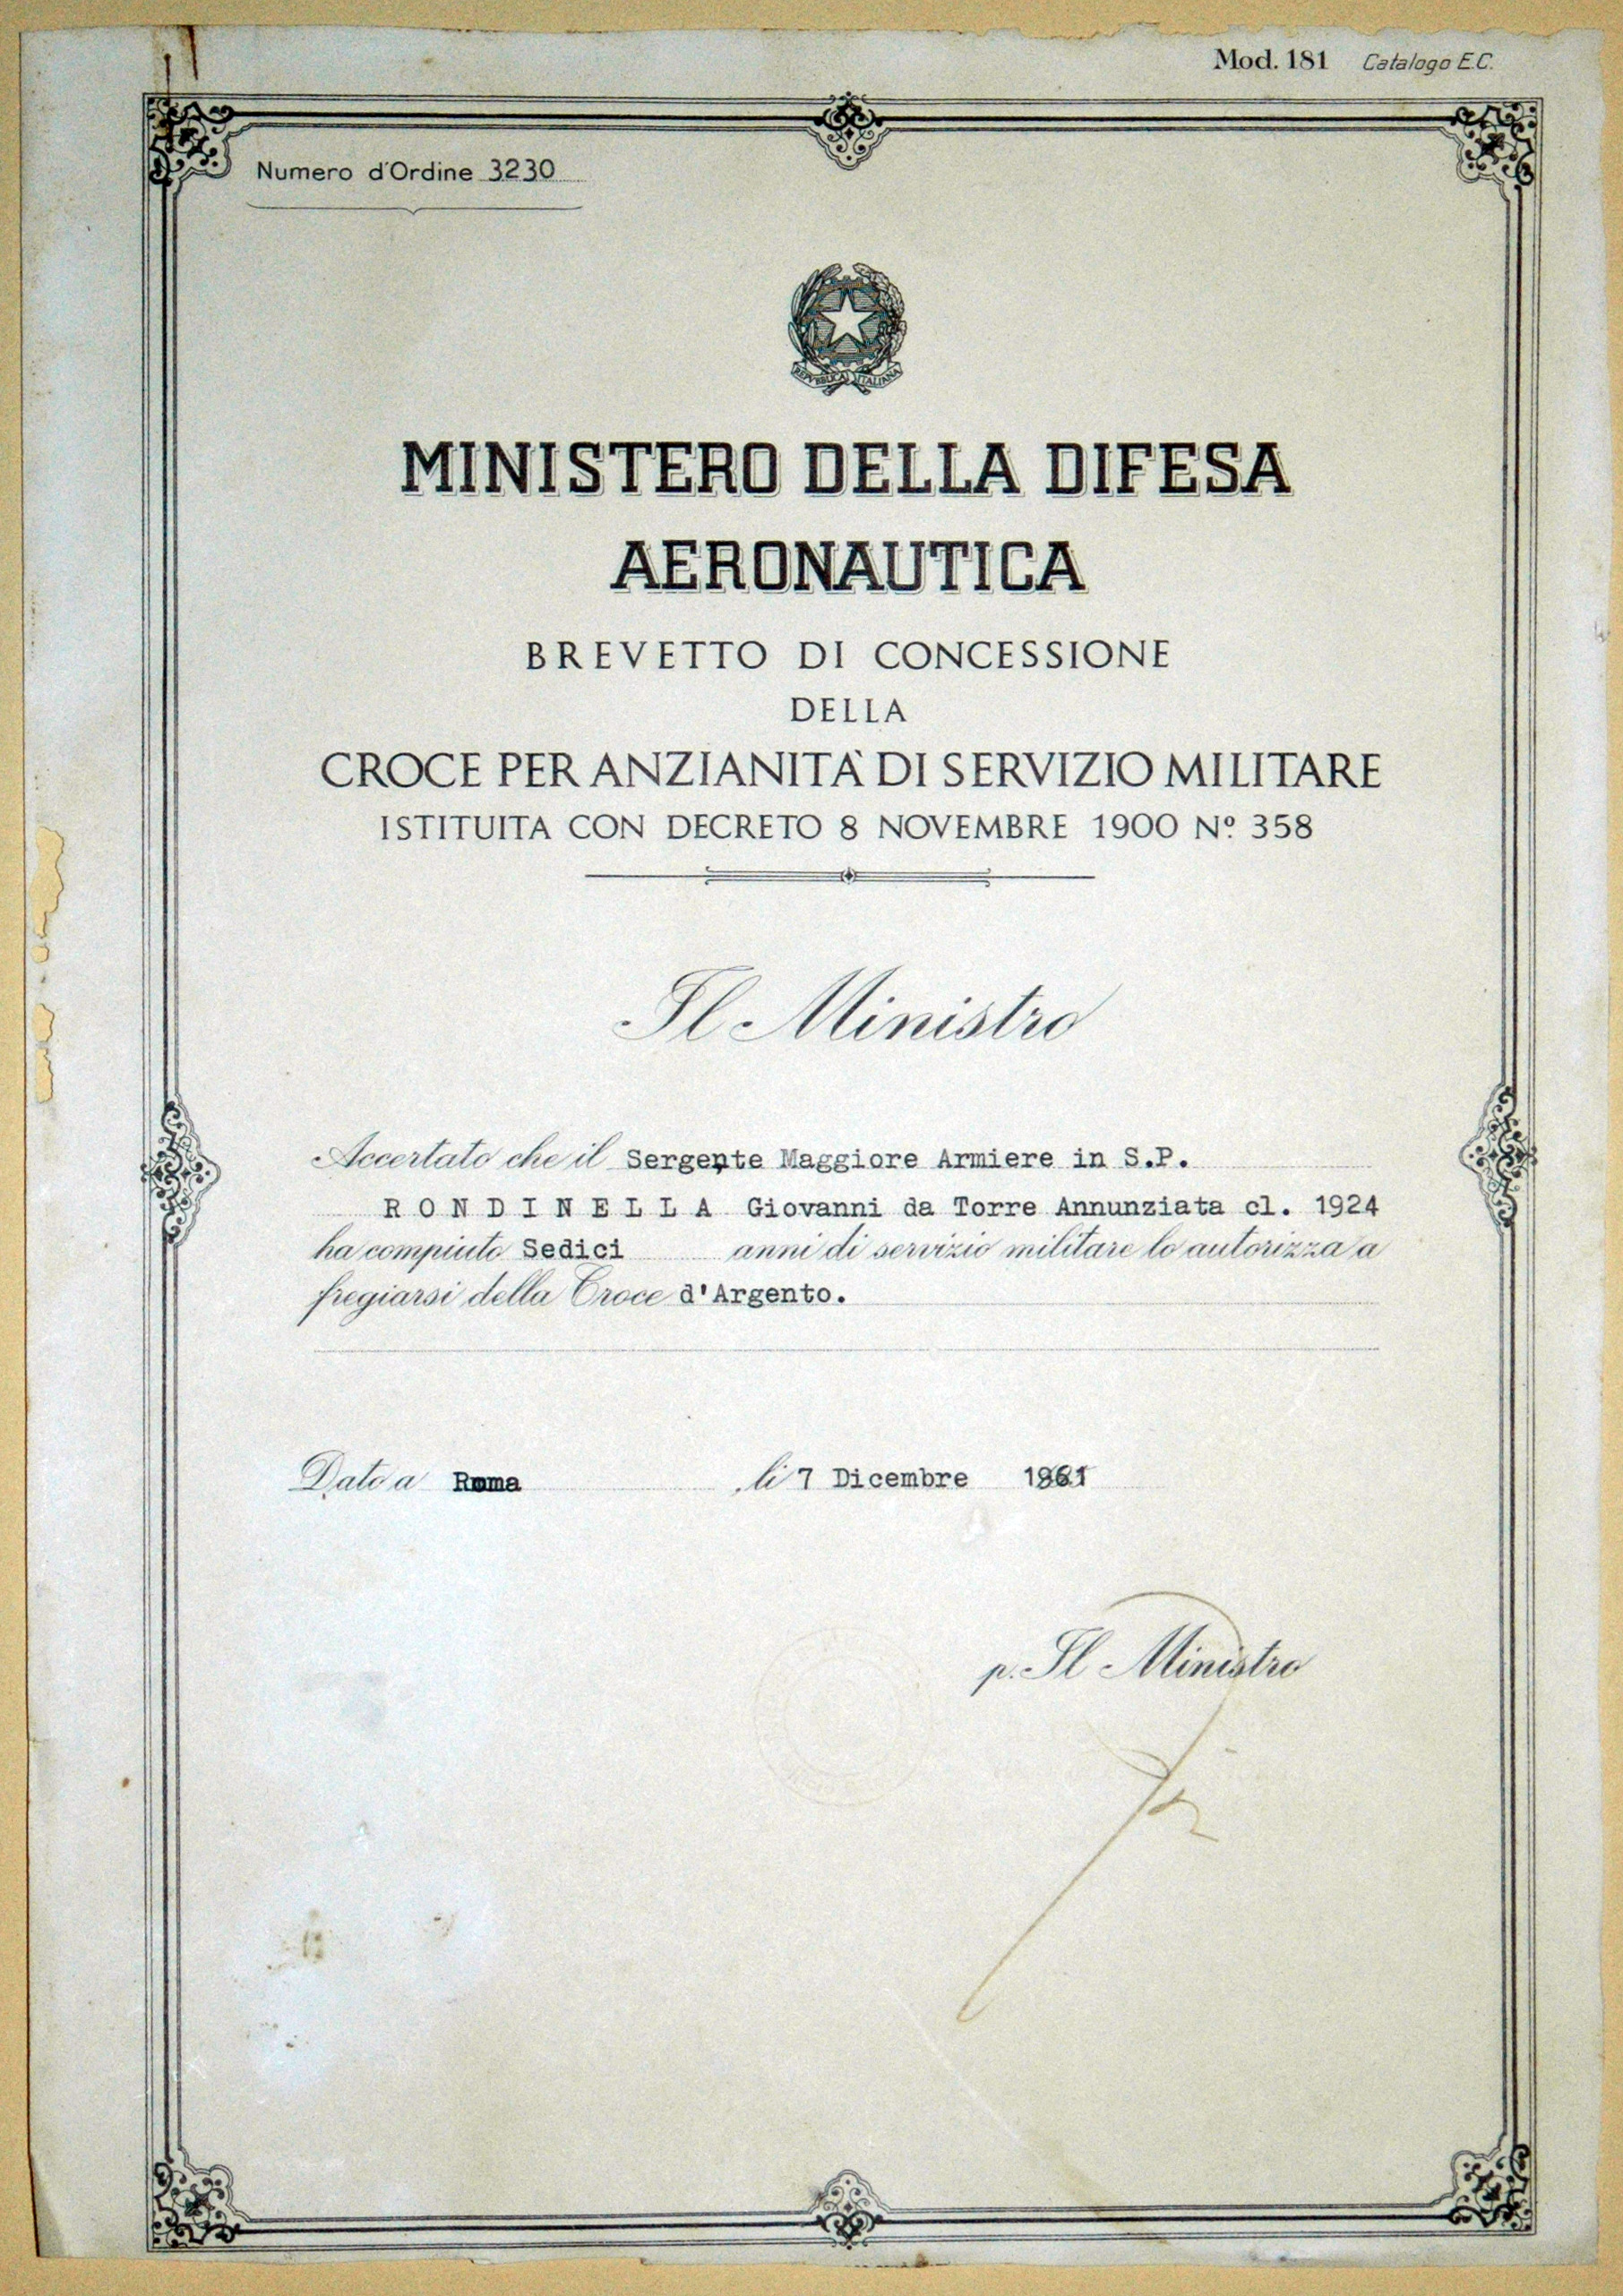 Mod. 181 Catalogo E.C.
Numero d'Ordine 3230
REPVBBLICA ITALIANA
MINISTERO DELLA DIFESA
AERONAUTICA
BREVETTO DI CONCESSIONE
DELLA
CROCE PER ANZIANITÀ DI SERVIZIO MILITARE
ISTITUITA CON DECRETO 8 NOVEMBRE 1900 Nº 358
Il Ministro
Accertato che il Sergente Maggiore Armiere in S.P.
RONDINELLA Giovanni da Torre Annunziata cl. 1924
ha compiuto Sedici anni di servizio militare lo autorizza a
fregiarsi della Croce d'Argento.
Dato a Roma, li 7 Dicembre 1961
p. Il Ministro